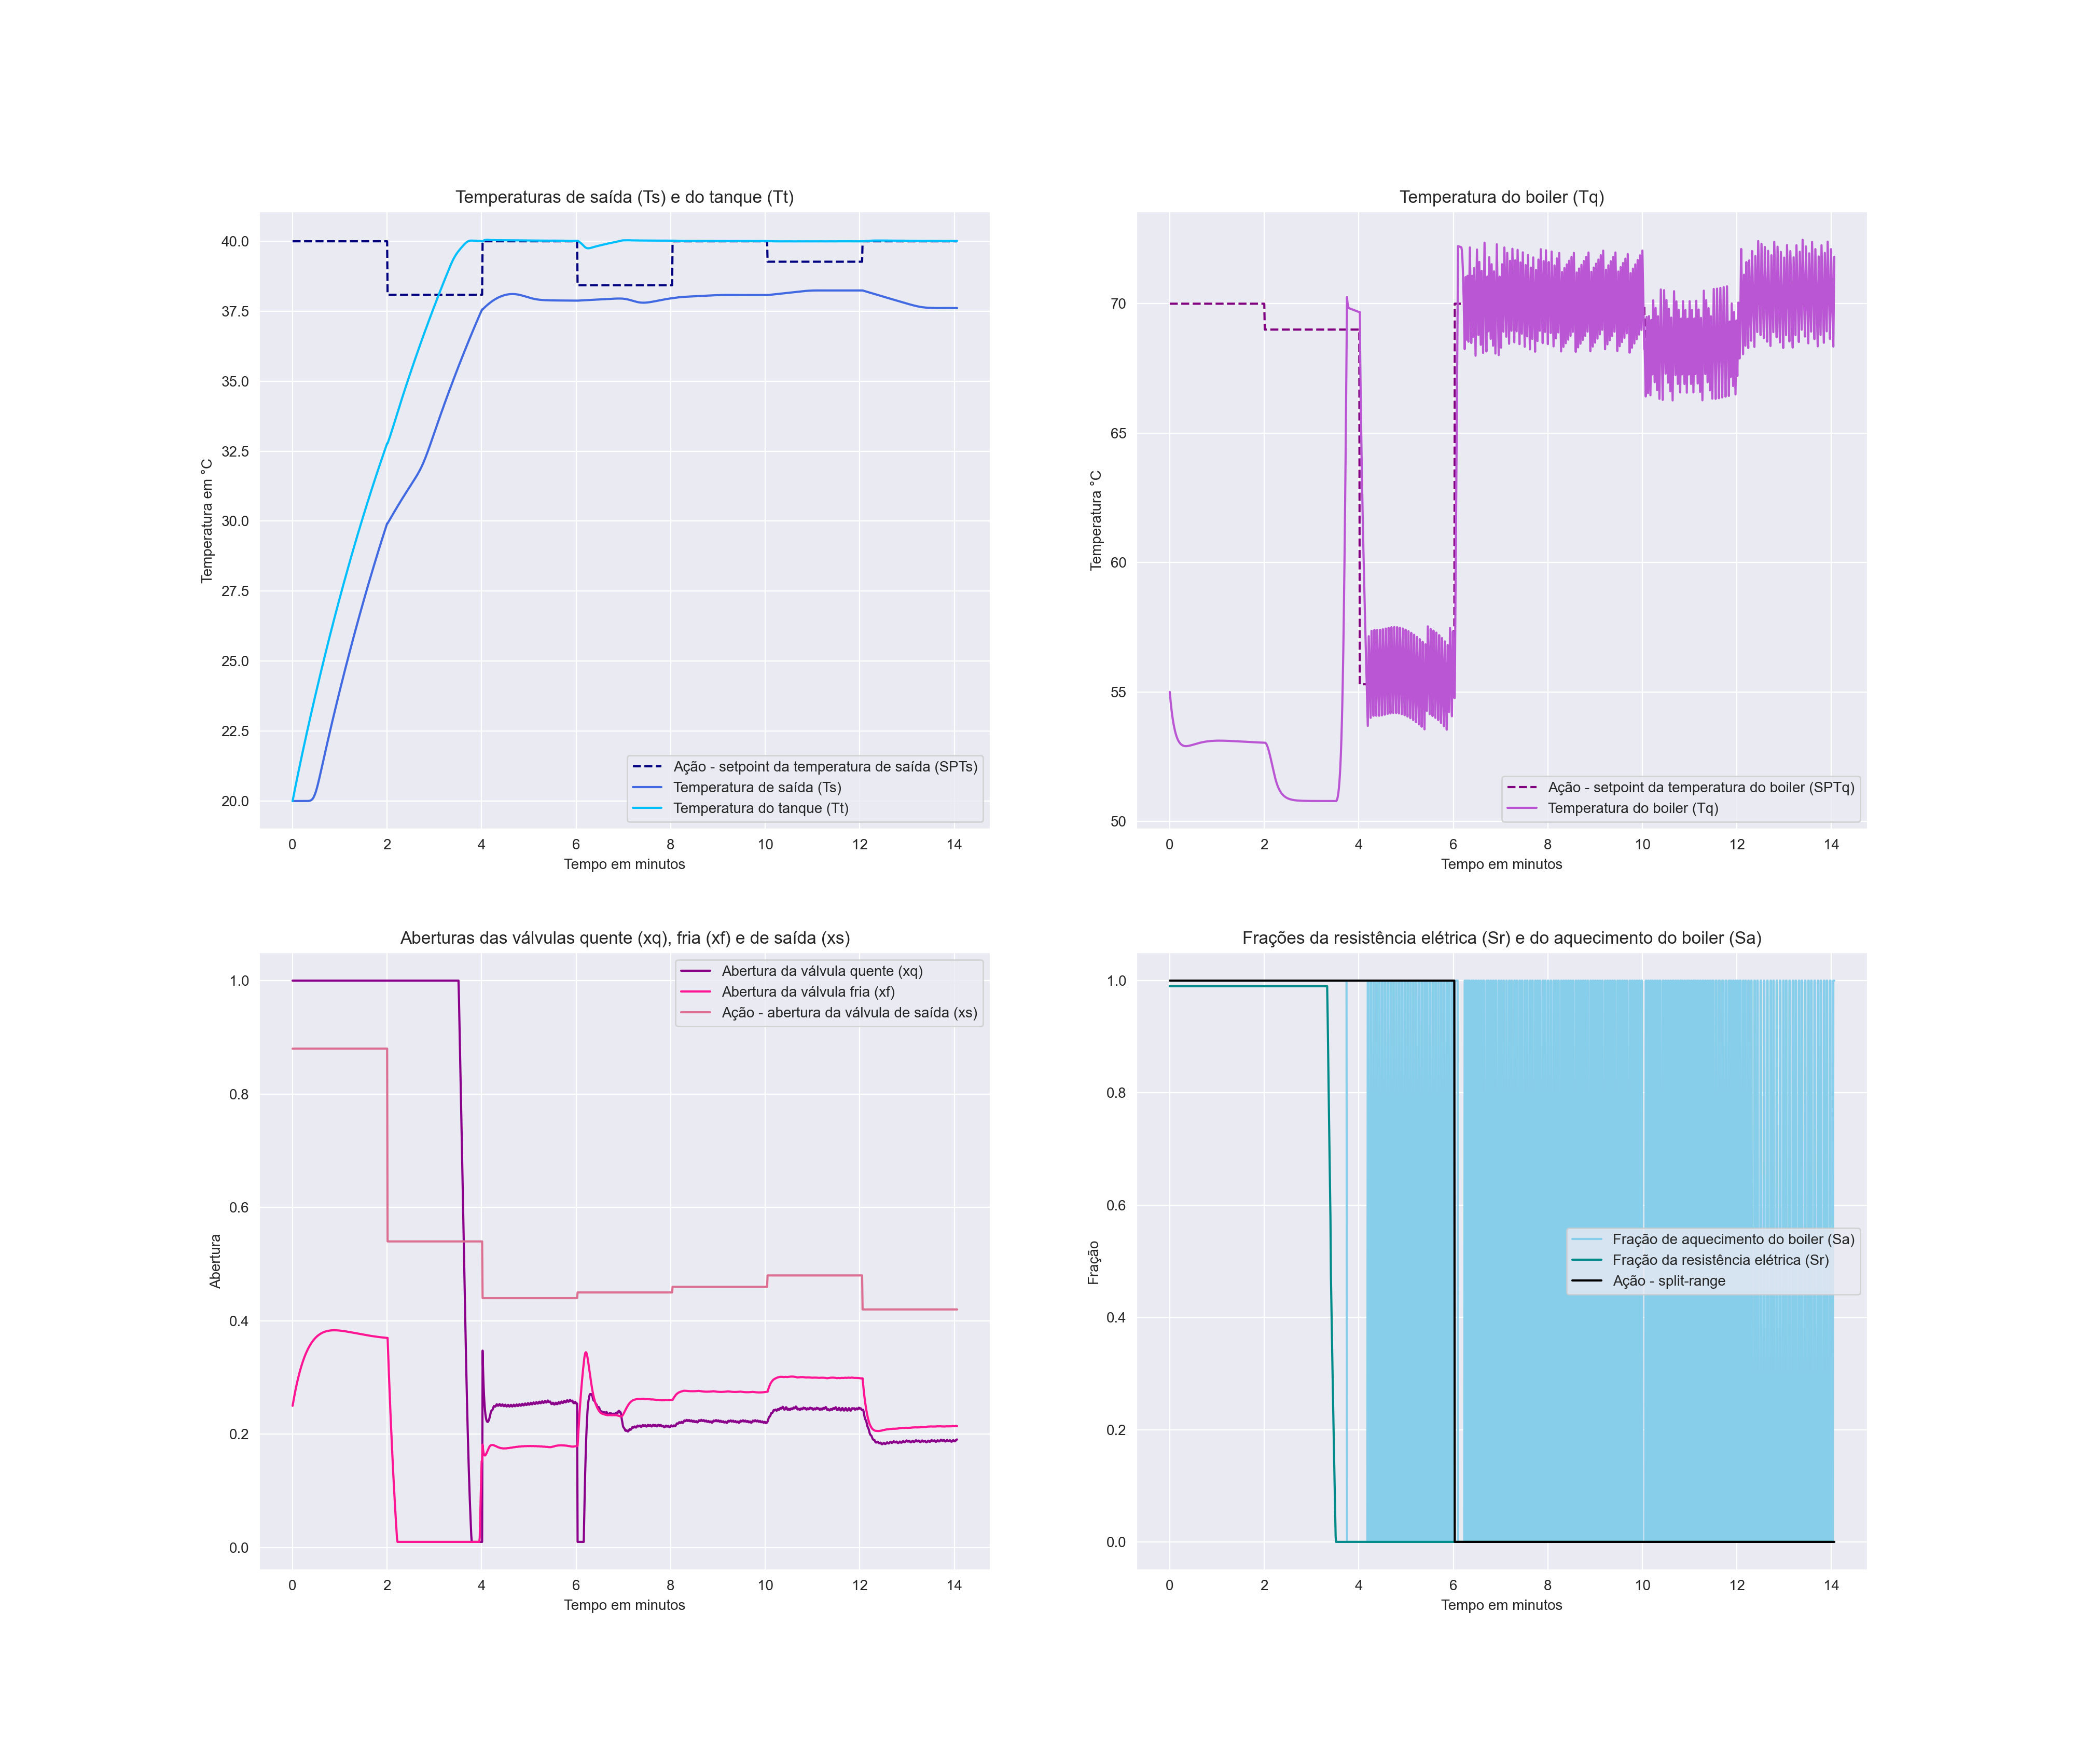 Temperaturas de saída (Ts) e do tanque (Tt)
40.0
37.5
35.0
32.5
30.0
27.5
25.0
22.5
20.0
Temperatura em °C
Ação - setpoint da temperatura de saída (SPTs)
Temperatura de saída (Ts)
Temperatura do tanque (Tt)
0 2 4 6 8 10 12 14
Tempo em minutos
Temperatura do boiler (Tq)
70
65
60
55
50
Temperatura °C
Ação - setpoint da temperatura do boiler (SPTq)
Temperatura do boiler (Tq)
0 2 4 6 8 10 12 14
Tempo em minutos
Aberturas das válvulas quente (xq), fria (xf) e de saída (xs)
1.0
0.8
0.6
0.4
0.2
0.0
Abertura
Abertura da válvula quente (xq)
Abertura da válvula fria (xf)
Ação - abertura da válvula de saída (xs)
0 2 4 6 8 10 12 14
Tempo em minutos
Frações da resistência elétrica (Sr) e do aquecimento do boiler (Sa)
1.0
0.8
0.6
0.4
0.2
0.0
Fração
Fração de aquecimento do boiler (Sa)
Fração da resistência elétrica (Sr)
Ação - split-range
0 2 4 6 8 10 12 14
Tempo em minutos